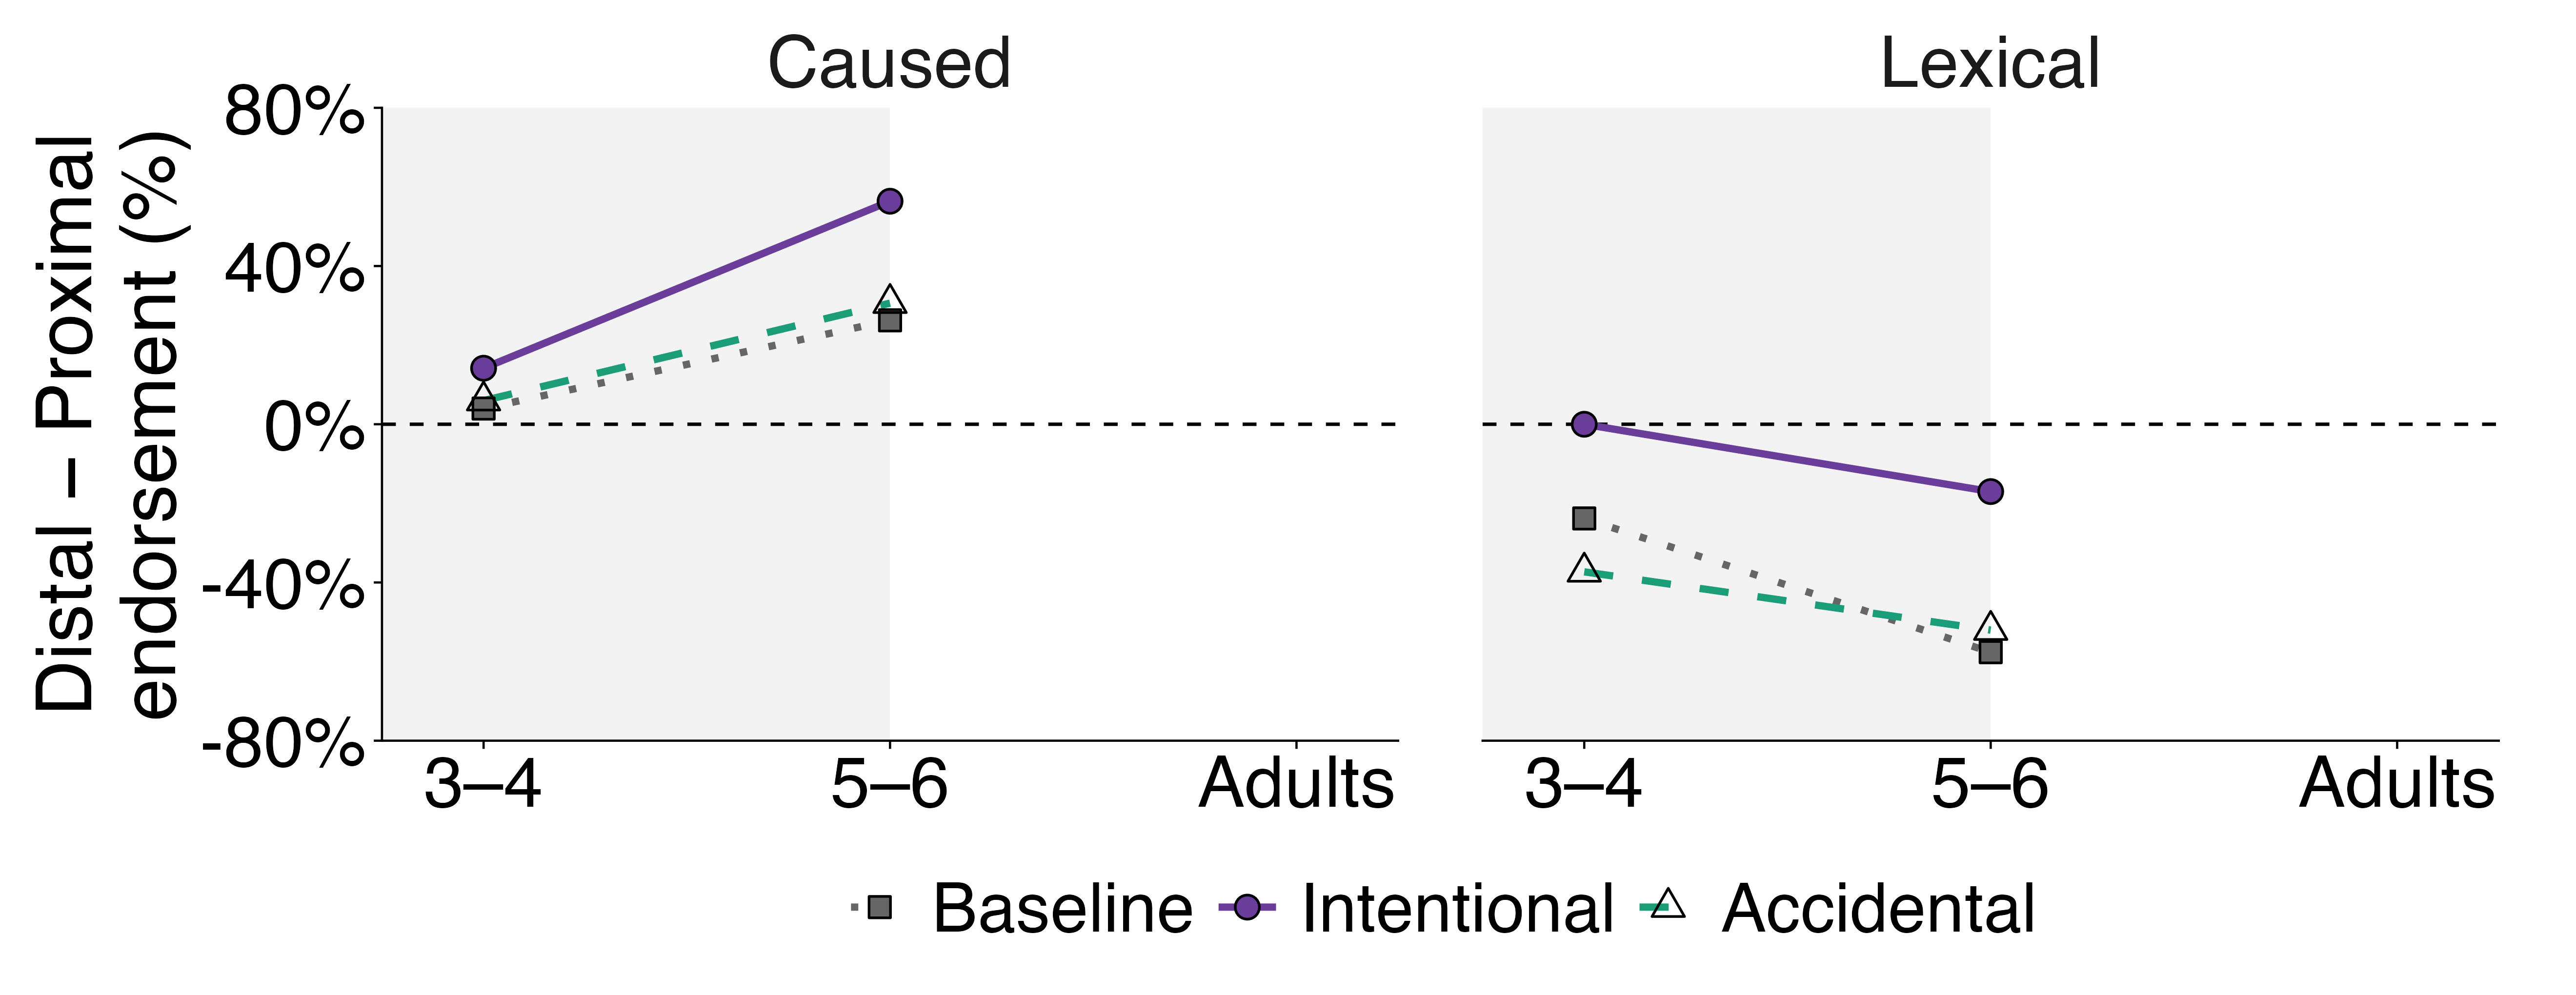 Caused
Lexical
Distal – Proximal
endorsement (%)
80%
40%
0%
-40%
-80%
3–4
5–6
Adults
3–4
5–6
Adults
Baseline
Intentional
Accidental